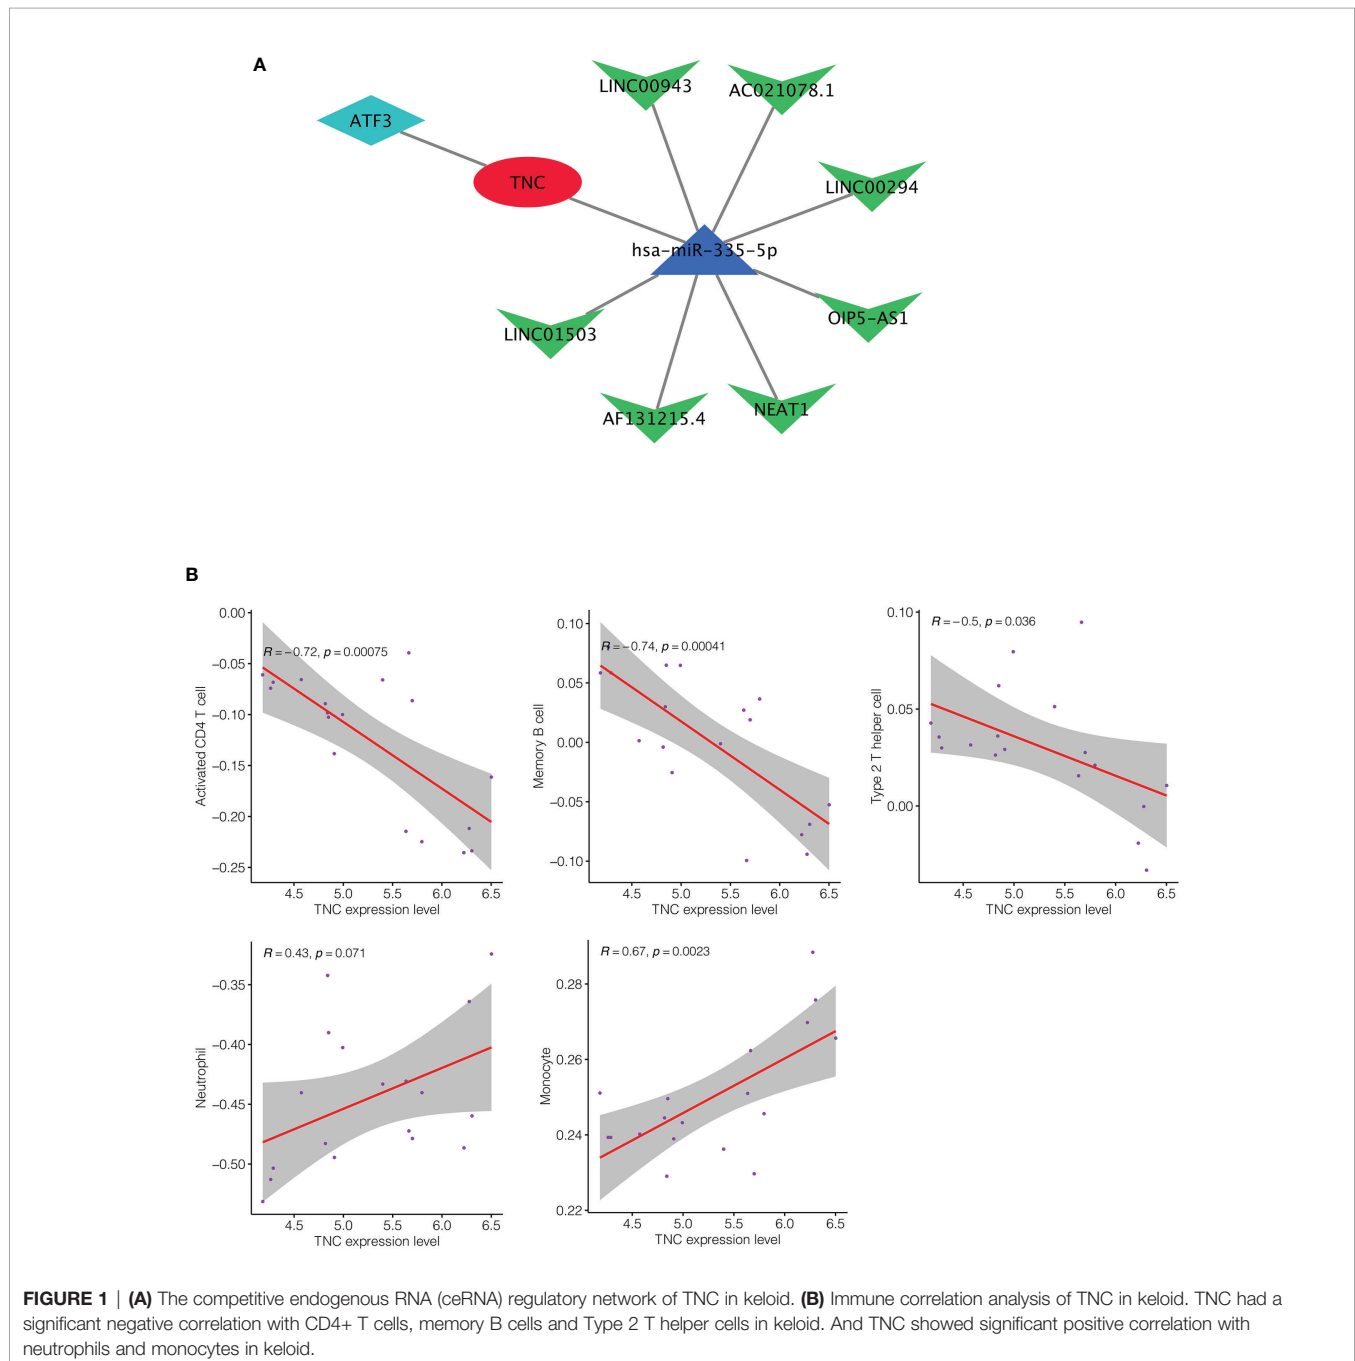 A
LINC00943
AC021078.1
ATF3
TNC
LINC00294
hsa-miR-335-5p
LINC01503
OIP5-AS1
AF131215.4
NEAT1
B
Activated CD4 T cell
0.00
−0.05
−0.10
−0.15
−0.20
−0.25
R = −0.72, p = 0.00075
4.5 5.0 5.5 6.0 6.5
TNC expression level
Memory B cell
0.10
0.05
0.00
−0.05
−0.10
R = −0.74, p = 0.00041
4.5 5.0 5.5 6.0 6.5
TNC expression level
Type 2 T helper cell
0.10
0.05
0.00
R = −0.5, p = 0.036
4.5 5.0 5.5 6.0 6.5
TNC expression level
Neutrophil
−0.35
−0.40
−0.45
−0.50
R = 0.43, p = 0.071
4.5 5.0 5.5 6.0 6.5
TNC expression level
Monocyte
0.28
0.26
0.24
0.22
R = 0.67, p = 0.0023
4.5 5.0 5.5 6.0 6.5
TNC expression level
FIGURE 1 | (A) The competitive endogenous RNA (ceRNA) regulatory network of TNC in keloid. (B) Immune correlation analysis of TNC in keloid. TNC had a
significant negative correlation with CD4+ T cells, memory B cells and Type 2 T helper cells in keloid. And TNC showed significant positive correlation with
neutrophils and monocytes in keloid.